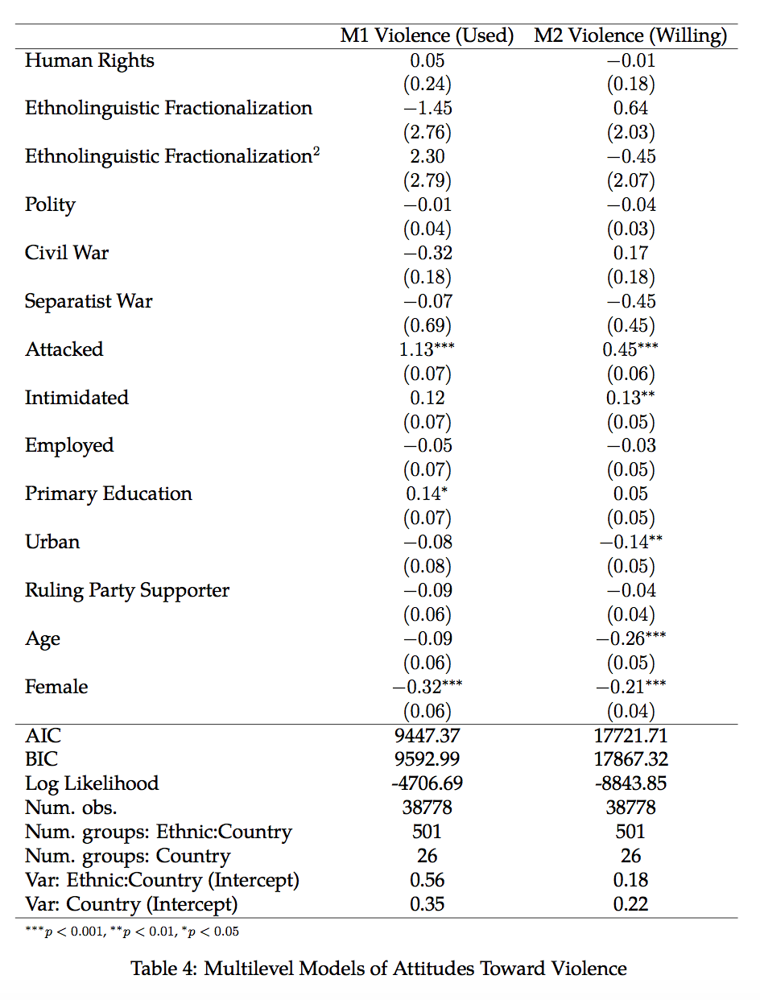 M1 Violence (Used) M2 Violence (Willing)
Human Rights 0.05 −0.01
(0.24) (0.18)
Ethnolinguistic Fractionalization −1.45 0.64
(2.76) (2.03)
Ethnolinguistic Fractionalization² 2.30 −0.45
(2.79) (2.07)
Polity −0.01 −0.04
(0.04) (0.03)
Civil War −0.32 0.17
(0.18) (0.18)
Separatist War −0.07 −0.45
(0.69) (0.45)
Attacked 1.13*** 0.45***
(0.07) (0.06)
Intimidated 0.12 0.13**
(0.07) (0.05)
Employed −0.05 −0.03
(0.07) (0.05)
Primary Education 0.14* 0.05
(0.07) (0.05)
Urban −0.08 −0.14**
(0.08) (0.05)
Ruling Party Supporter −0.09 −0.04
(0.06) (0.04)
Age −0.09 −0.26***
(0.06) (0.05)
Female −0.32*** −0.21***
(0.06) (0.04)
AIC 9447.37 17721.71
BIC 9592.99 17867.32
Log Likelihood -4706.69 -8843.85
Num. obs. 38778 38778
Num. groups: Ethnic:Country 501 501
Num. groups: Country 26 26
Var: Ethnic:Country (Intercept) 0.56 0.18
Var: Country (Intercept) 0.35 0.22
***p < 0.001, **p < 0.01, *p < 0.05
Table 4: Multilevel Models of Attitudes Toward Violence